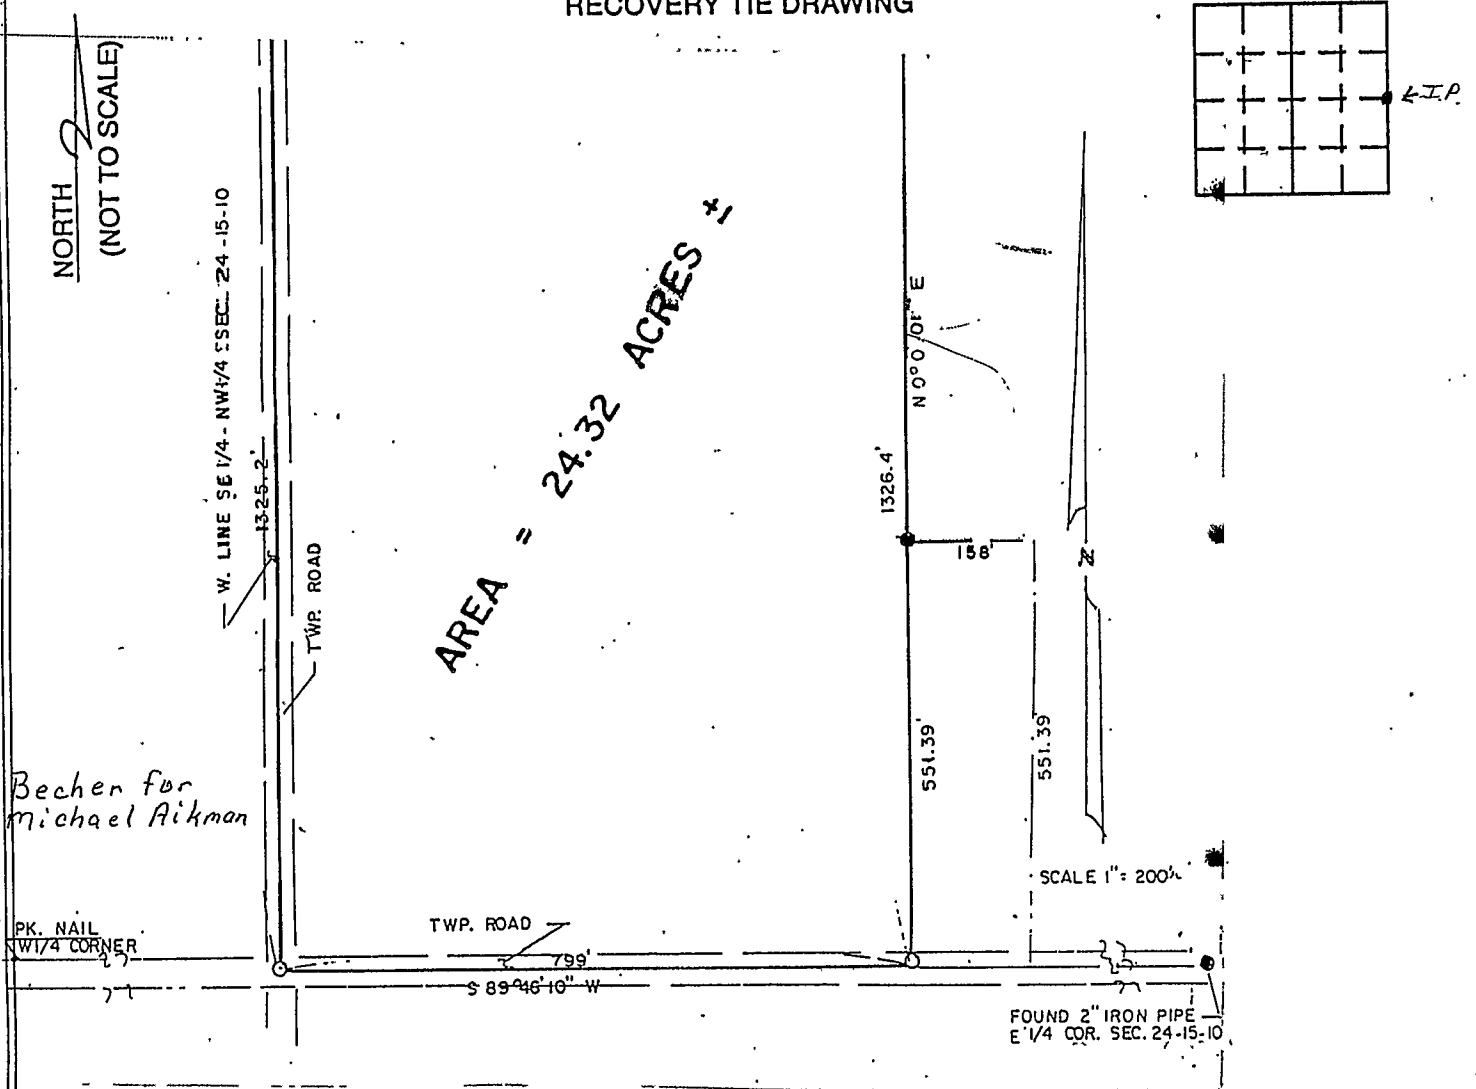 RECOVERY TIE DRAWING
NORTH
(NOT TO SCALE)
←I.P.
W. LINE SE 1/4 - NW 1/4 SEC. 24-15-10
1325.2'
TWP. ROAD
AREA = 24.32 ACRES ±
N 0° 0' 01" E
1326.4'
158'
N
551.39'
551.39'
Becher for
Michael Aikman
SCALE 1" = 200'
PK. NAIL
W1/4 CORNER
TWP. ROAD
799'
S 89°46'10" W
FOUND 2" IRON PIPE
E 1/4 COR. SEC. 24-15-10